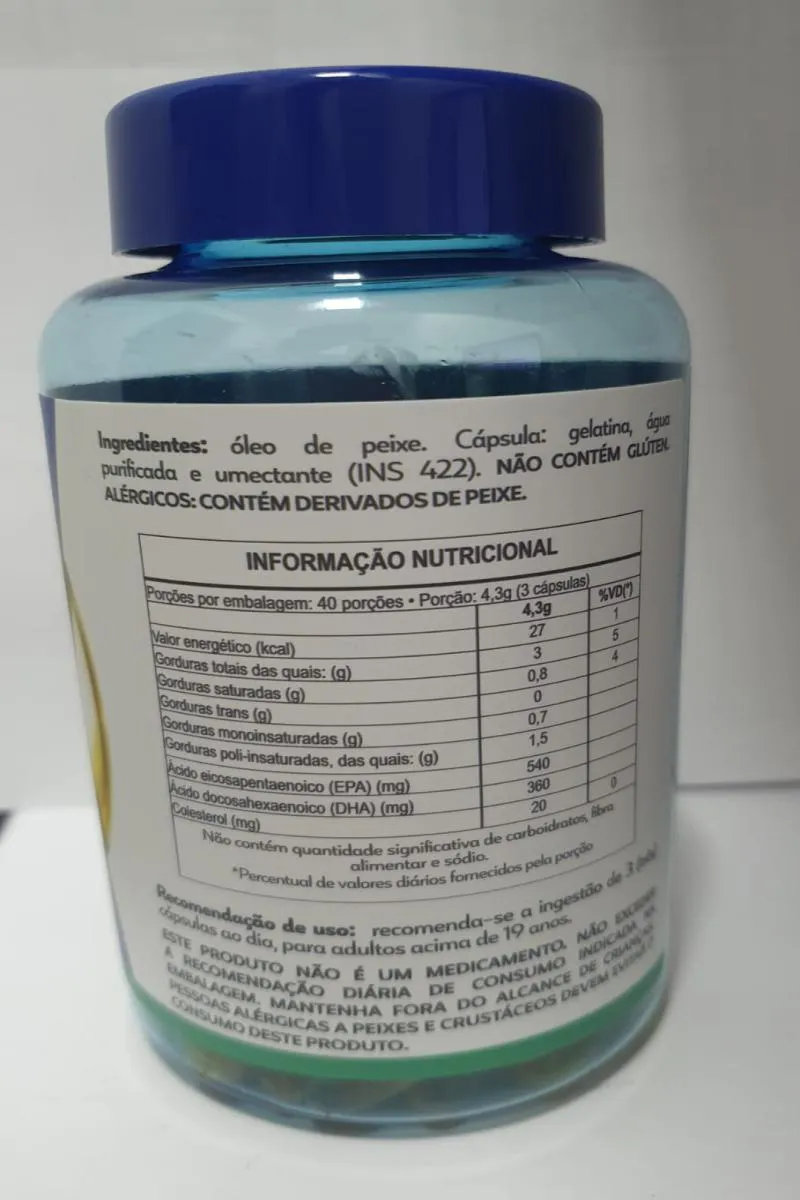 Ingredientes: óleo de peixe. Cápsula: gelatina, água
purificada e umectante (INS 422). NÃO CONTÉM GLÚTEN.
ALÉRGICOS: CONTÉM DERIVADOS DE PEIXE.
INFORMAÇÃO NUTRICIONAL
Porções por embalagem: 40 porções • Porção: 4,3g (3 cápsulas)
4,3g %VD(*)
Valor energético (kcal) 27 1
Gorduras totais das quais: (g) 3 5
Gorduras saturadas (g) 0,8 4
Gorduras trans (g) 0
Gorduras monoinsaturadas (g) 0,7
Gorduras poli-insaturadas, das quais: (g) 1,5
Ácido eicosapentaenoico (EPA) (mg) 540
Ácido docosahexaenoico (DHA) (mg) 360
Colesterol (mg) 20 0
Não contém quantidade significativa de carboidratos, fibra
alimentar e sódio.
*Percentual de valores diários fornecidos pela porção
Recomendação de uso: recomenda-se a ingestão de 3 (três)
cápsulas ao dia, para adultos acima de 19 anos.
ESTE PRODUTO NÃO É UM MEDICAMENTO. NÃO EXCEDER
A RECOMENDAÇÃO DIÁRIA DE CONSUMO INDICADA NA
EMBALAGEM. MANTENHA FORA DO ALCANCE DE CRIANÇAS.
PESSOAS ALÉRGICAS A PEIXES E CRUSTÁCEOS DEVEM EVITAR O
CONSUMO DESTE PRODUTO.